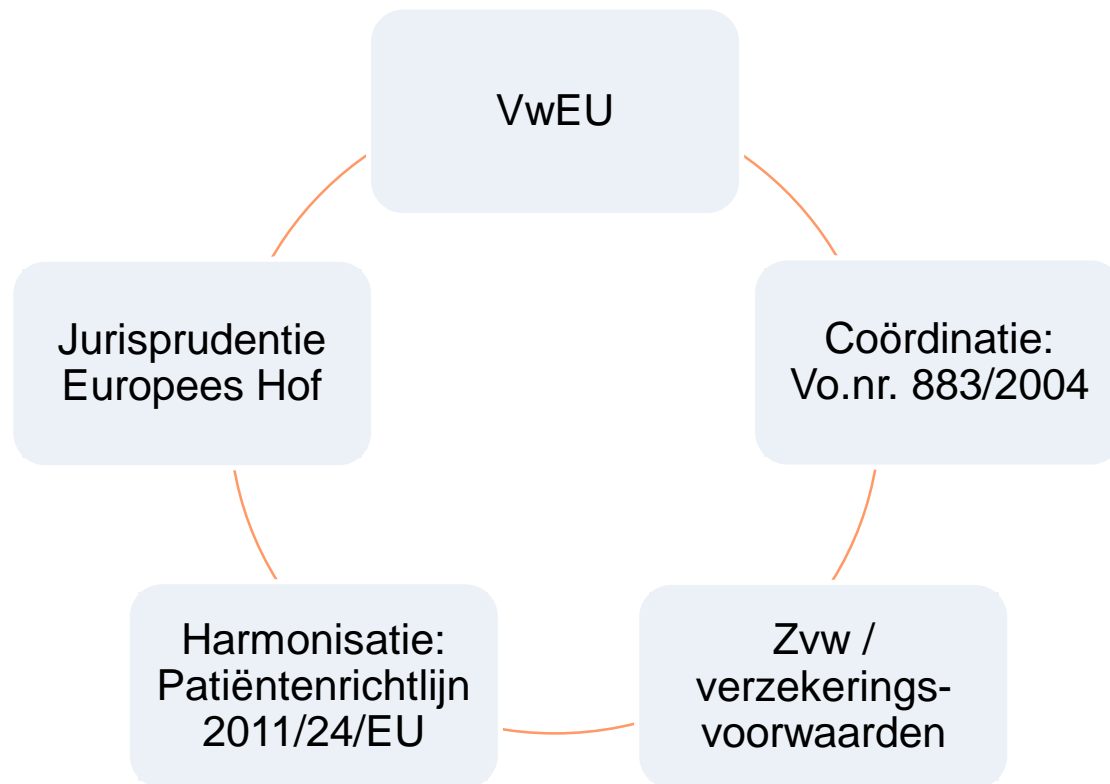 VwEU
Jurisprudentie
Europees Hof
Coördinatie:
Vo.nr. 883/2004
Harmonisatie:
Patiëntenrichtlijn
2011/24/EU
Zvw /
verzekerings-
voorwaarden